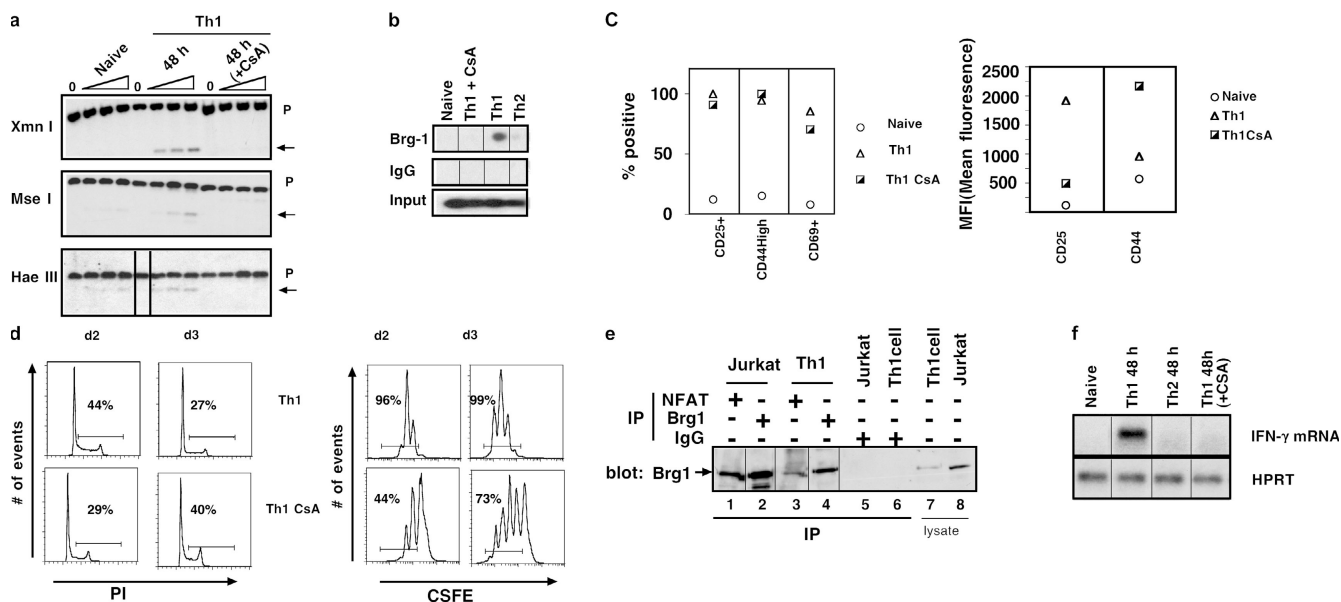 a
Th1
Naive
48 h
48 h (+CsA)
0
0
0
Xmn I
P
Mse I
P
Hae III
P
b
Naive
Th1 + CsA
Th1
Th2
Brg-1
IgG
Input
C
% positive
100
50
0
CD25+
CD44High
CD69+
Naive
Th1
Th1 CsA
MFI(Mean fluorescence)
2500
2000
1500
1000
500
CD25
CD44
Naive
Th1
Th1CsA
d
d2
d3
# of events
44%
27%
Th1
29%
40%
Th1 CsA
PI
d2
d3
# of events
96%
99%
44%
73%
CSFE
e
Jurkat
Th1
Jurkat
Th1cell
Th1cell
Jurkat
IP
NFAT + - + - - - - -
Brg1 - + - + - - - -
IgG - - - - + + - -
blot: Brg1
1 2 3 4 5 6 7 8
IP
lysate
f
Naive
Th1 48 h
Th2 48 h
Th1 48h (+CSA)
IFN-γ mRNA
HPRT